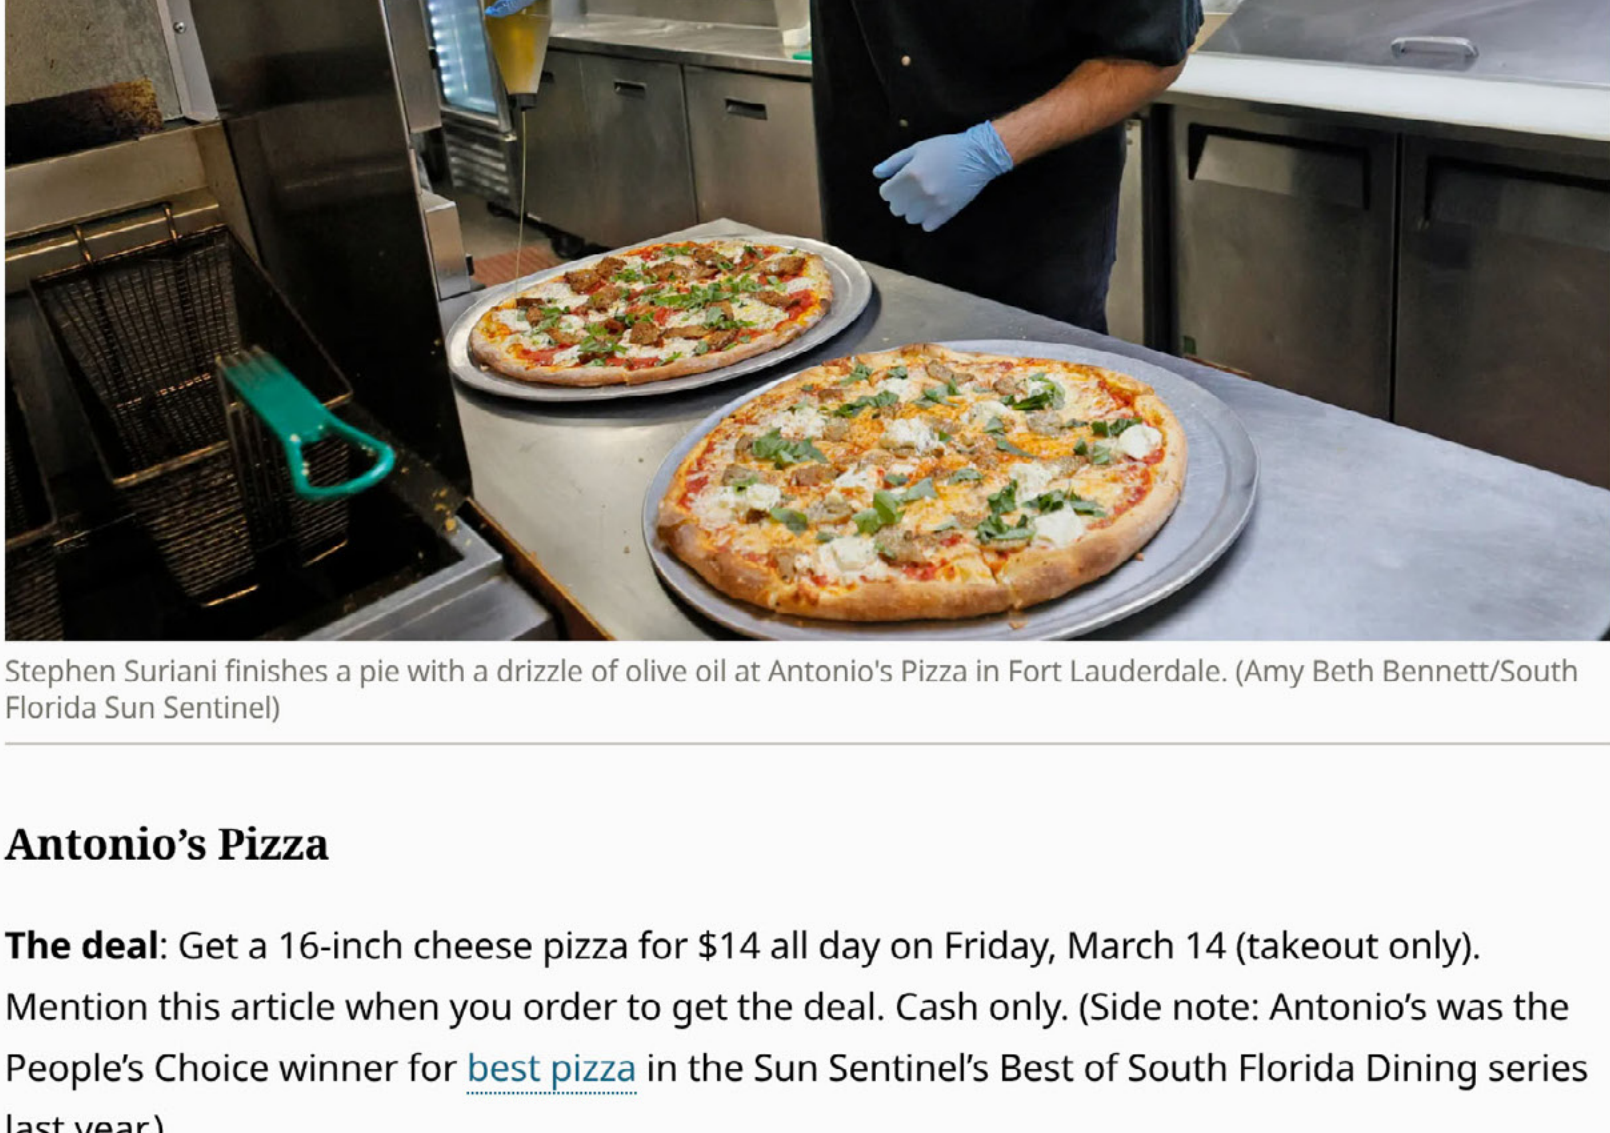 Stephen Suriani finishes a pie with a drizzle of olive oil at Antonio's Pizza in Fort Lauderdale. (Amy Beth Bennett/South
Florida Sun Sentinel)
Antonio’s Pizza
The deal: Get a 16-inch cheese pizza for $14 all day on Friday, March 14 (takeout only).
Mention this article when you order to get the deal. Cash only. (Side note: Antonio’s was the
People’s Choice winner for best pizza in the Sun Sentinel’s Best of South Florida Dining series
last year.)